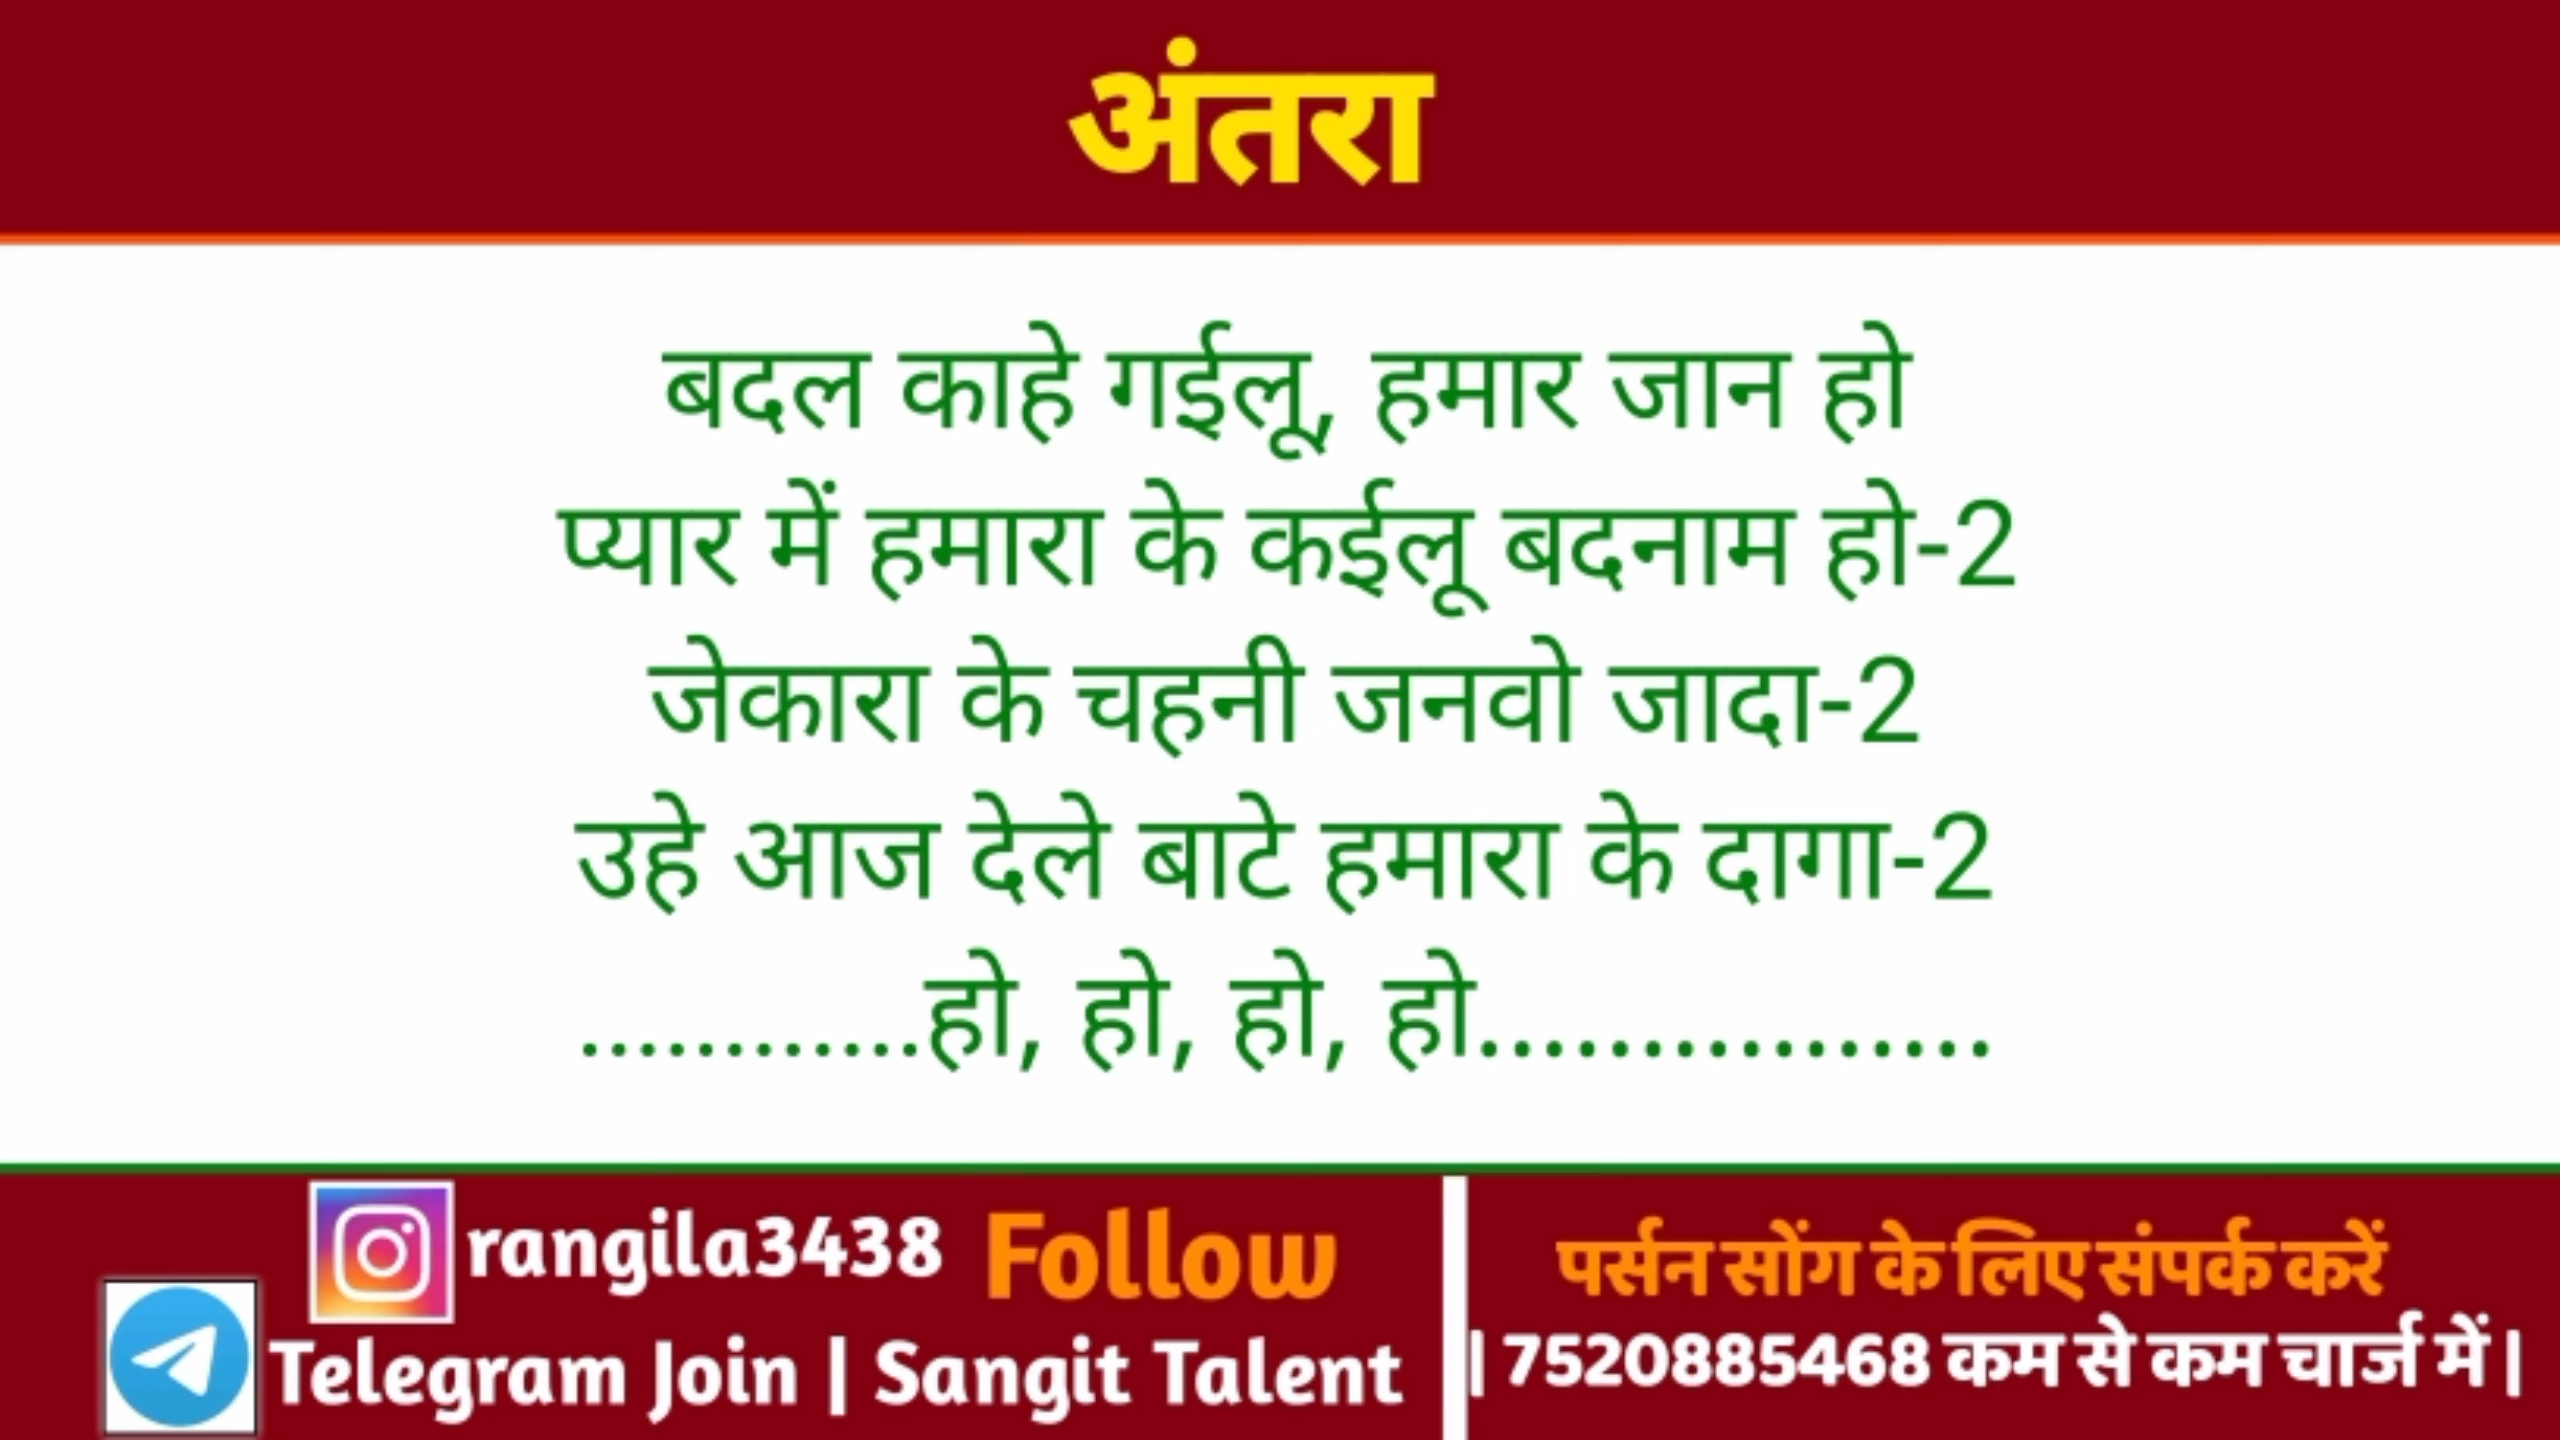 अंतरा
बदल काहे गईलू, हमार जान हो
प्यार में हमारा के कईलू बदनाम हो-2
जेकारा के चहनी जनवो जादा-2
उहे आज देले बाटे हमारा के दागा-2
............हो, हो, हो, हो................
rangila3438 Follow
Telegram Join | Sangit Talent
पर्सन सोंग के लिए संपर्क करें
| 7520885468 कम से कम चार्ज में |